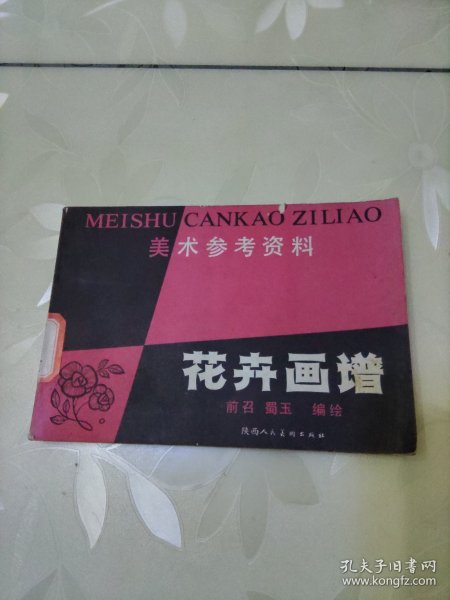 MEISHU CANKAO ZILIAO
美术参考资料
花卉画谱
前召 蜀玉 编绘
陕西人民美术出版社
孔夫子旧书网
www.kongfz.com